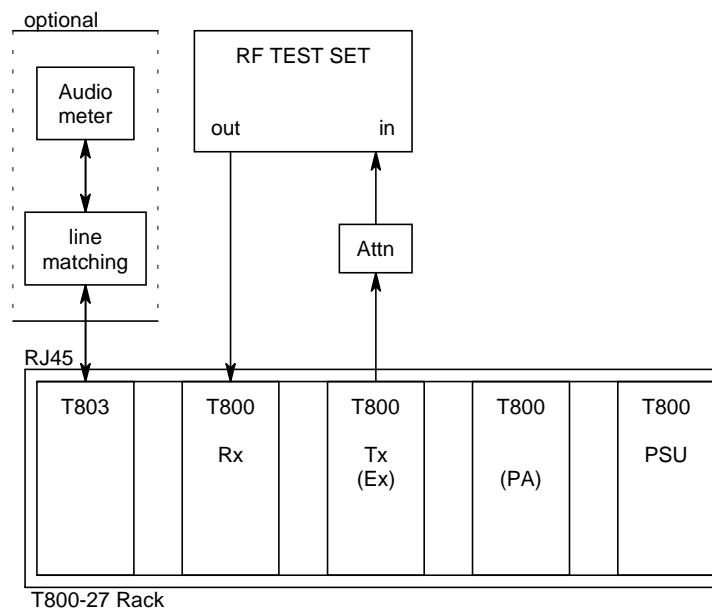 optional
RF TEST SET
Audio
meter
out
in
line
matching
Attn
RJ45
T803
T800
Rx
T800
Tx
(Ex)
T800
(PA)
T800
PSU
T800-27 Rack